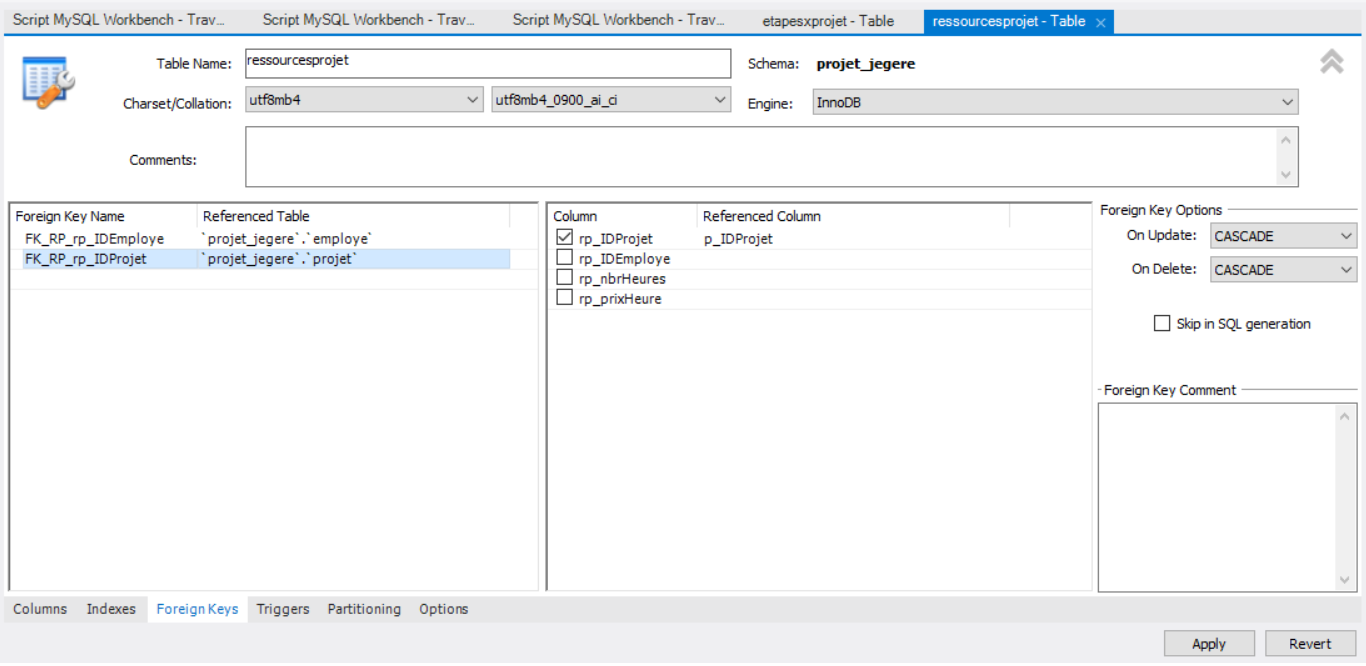 Script MySQL Workbench - Trav... Script MySQL Workbench - Trav... Script MySQL Workbench - Trav... etapesxprojet - Table ressourcesprojet - Table ×
Table Name: ressourcesprojet Schema: projet_jegere
Charset/Collation: utf8mb4 utf8mb4_0900_ai_ci Engine: InnoDB
Comments:
Foreign Key Name Referenced Table
FK_RP_rp_IDEmploye `projet_jegere`.`employe`
FK_RP_rp_IDProjet `projet_jegere`.`projet`
Column Referenced Column
rp_IDProjet p_IDProjet
rp_IDEmploye
rp_nbrHeures
rp_prixHeure
Foreign Key Options
On Update: CASCADE
On Delete: CASCADE
Skip in SQL generation
Foreign Key Comment
Columns Indexes Foreign Keys Triggers Partitioning Options
Apply Revert